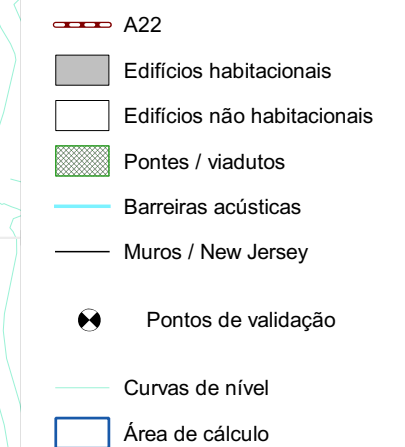 A22
Edifícios habitacionais
Edifícios não habitacionais
Pontes / viadutos
Barreiras acústicas
Muros / New Jersey
Pontos de validação
Curvas de nível
Área de cálculo